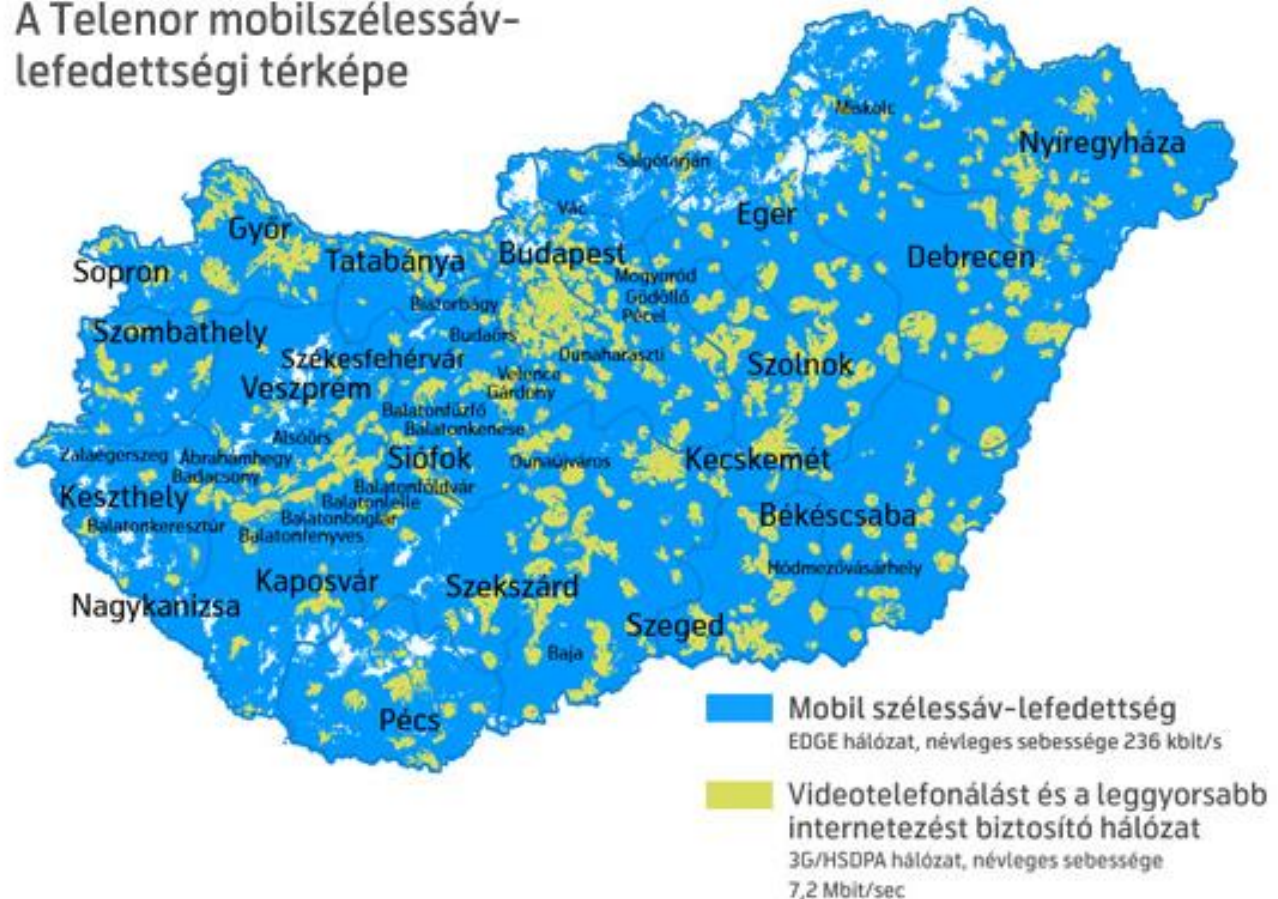 A Telenor mobilszélessáv-
lefedettségi térképe
Miskolc
Nyíregyháza
Salgótarján
Vác
Eger
Győr
Budapest
Debrecen
Sopron
Tatabánya
Mogyoród
Gödöllő
Biatorbágy
Pécel
Szombathely
Budaörs
Dunaharaszti
Székesfehérvár
Szolnok
Velence
Veszprém
Gárdony
Balatonfűzfő
Balatonkenese
Alsóörs
Zalaegerszeg
Ábrahámhegy
Siófok
Dunaújváros
Kecskemét
Badacsony
Keszthely
Balatonföldvár
Balatonlelle
Balatonboglár
Békéscsaba
Balatonkeresztúr
Balatonfenyves
Hódmezővásárhely
Kaposvár
Szekszárd
Nagykanizsa
Szeged
Baja
Pécs
Mobil szélessáv-lefedettség
EDGE hálózat, névleges sebessége 236 kbit/s
Videotelefonálást és a leggyorsabb
internetezést biztosító hálózat
3G/HSDPA hálózat, névleges sebessége
7,2 Mbit/sec